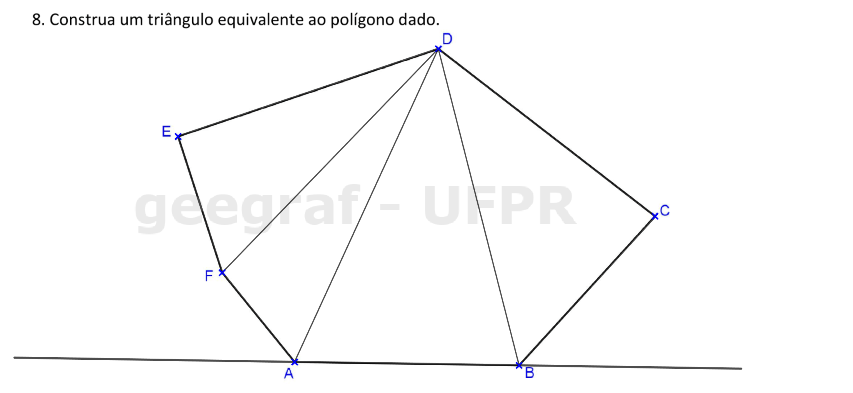 8. Construa um triângulo equivalente ao polígono dado.
D
E
geegraf - UFPR
C
F
A
B